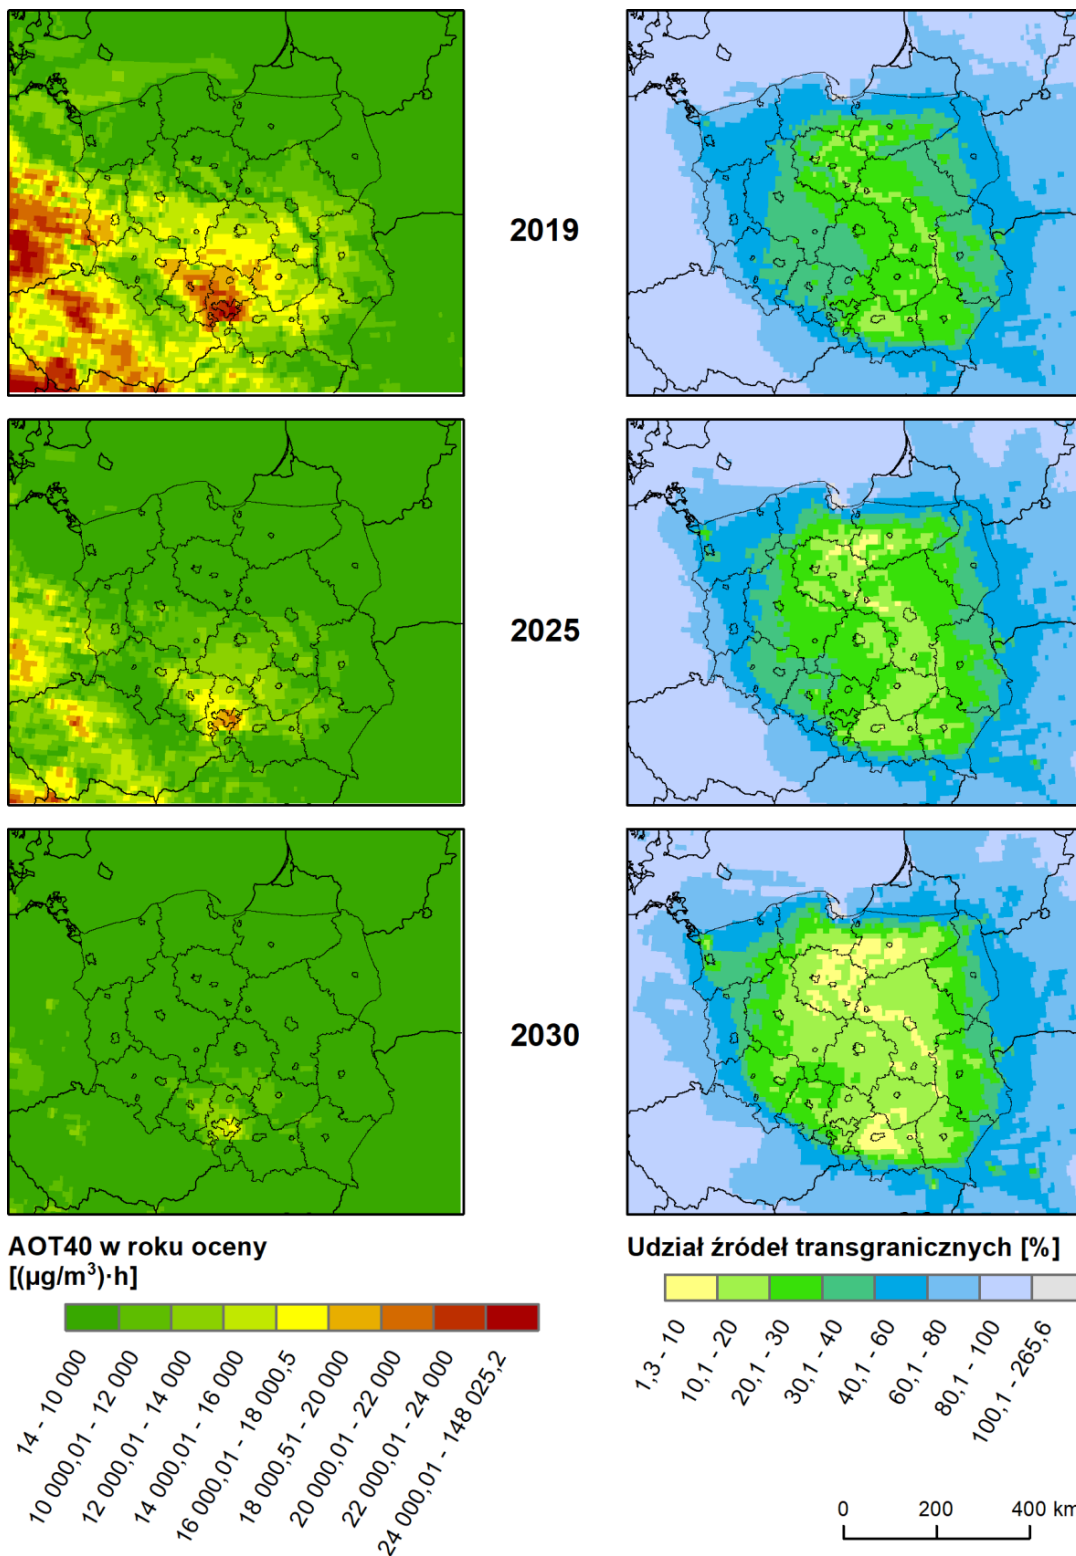 2019
2025
2030
AOT40 w roku oceny
[(µg/m³)·h]
14 - 10 000
10 000,01 - 12 000
12 000,01 - 14 000
14 000,01 - 16 000
16 000,01 - 18 000,5
18 000,51 - 20 000
20 000,01 - 22 000
22 000,01 - 24 000
24 000,01 - 148 025,2
Udział źródeł transgranicznych [%]
1,3 - 10
10,1 - 20
20,1 - 30
30,1 - 40
40,1 - 60
60,1 - 80
80,1 - 100
100,1 - 265,6
0 200 400 km